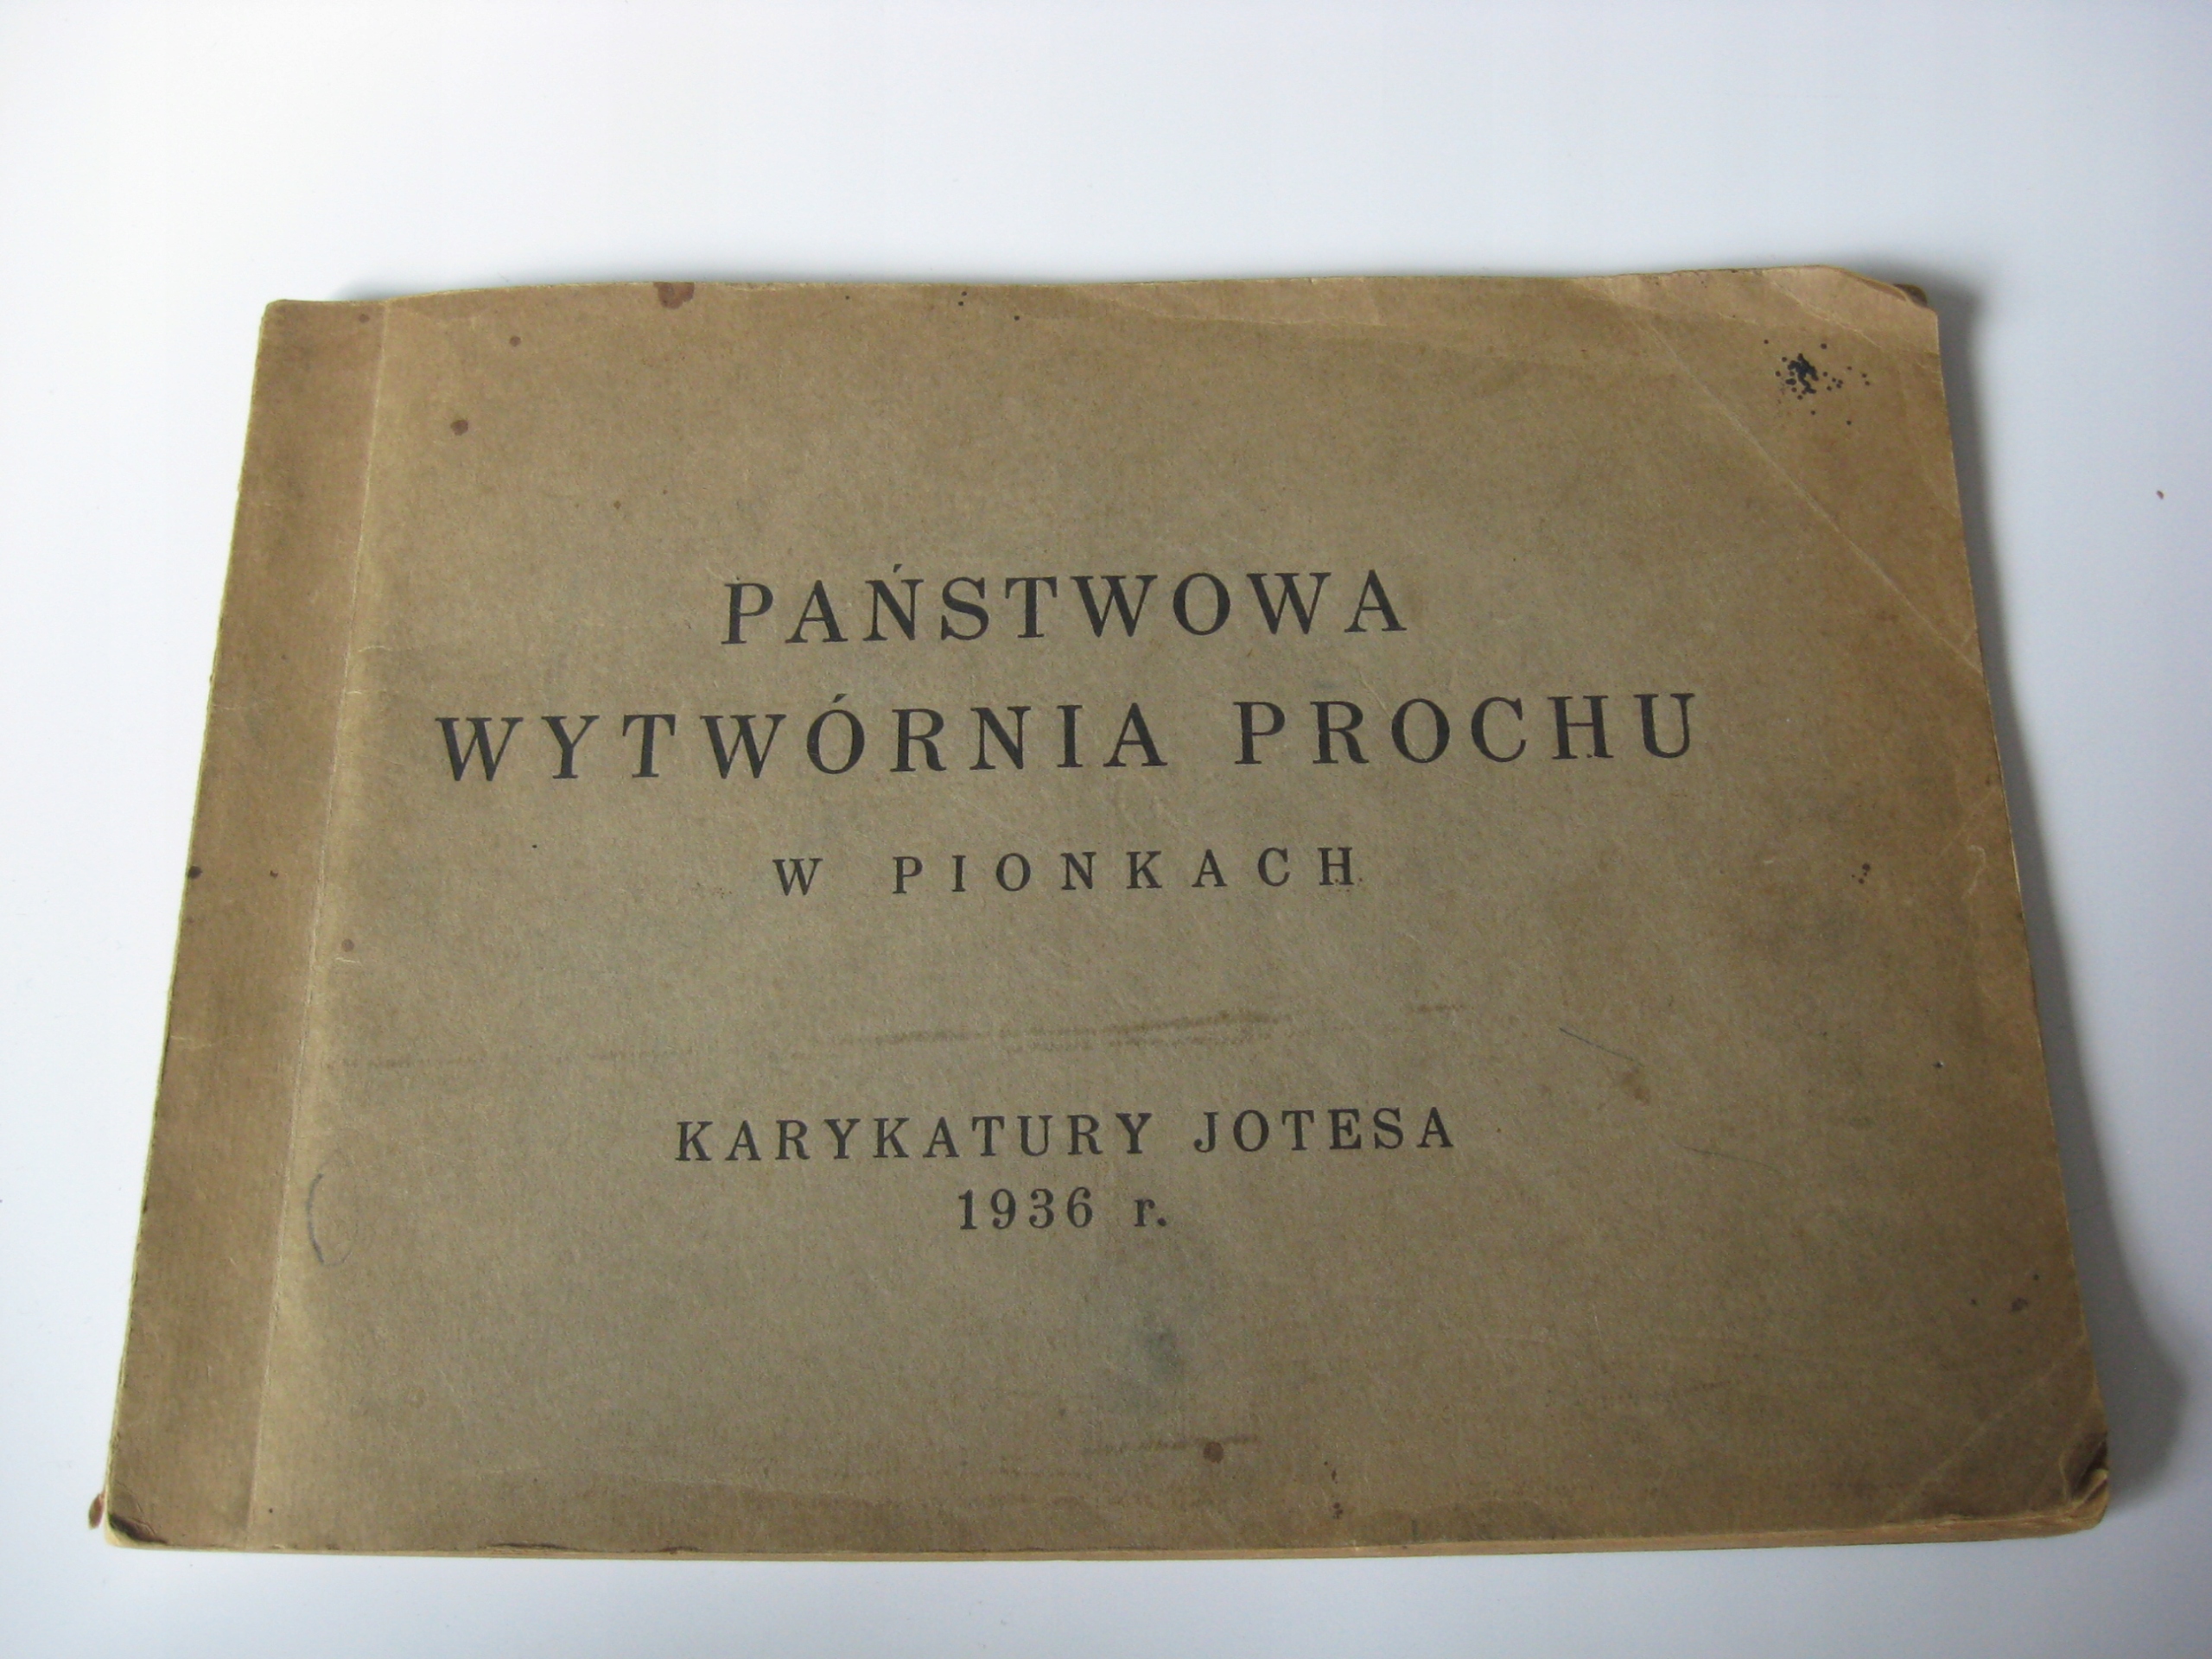 PAŃSTWOWA
WYTWÓRNIA PROCHU
W PIONKACH
KARYKATURY JOTESA
1936 r.